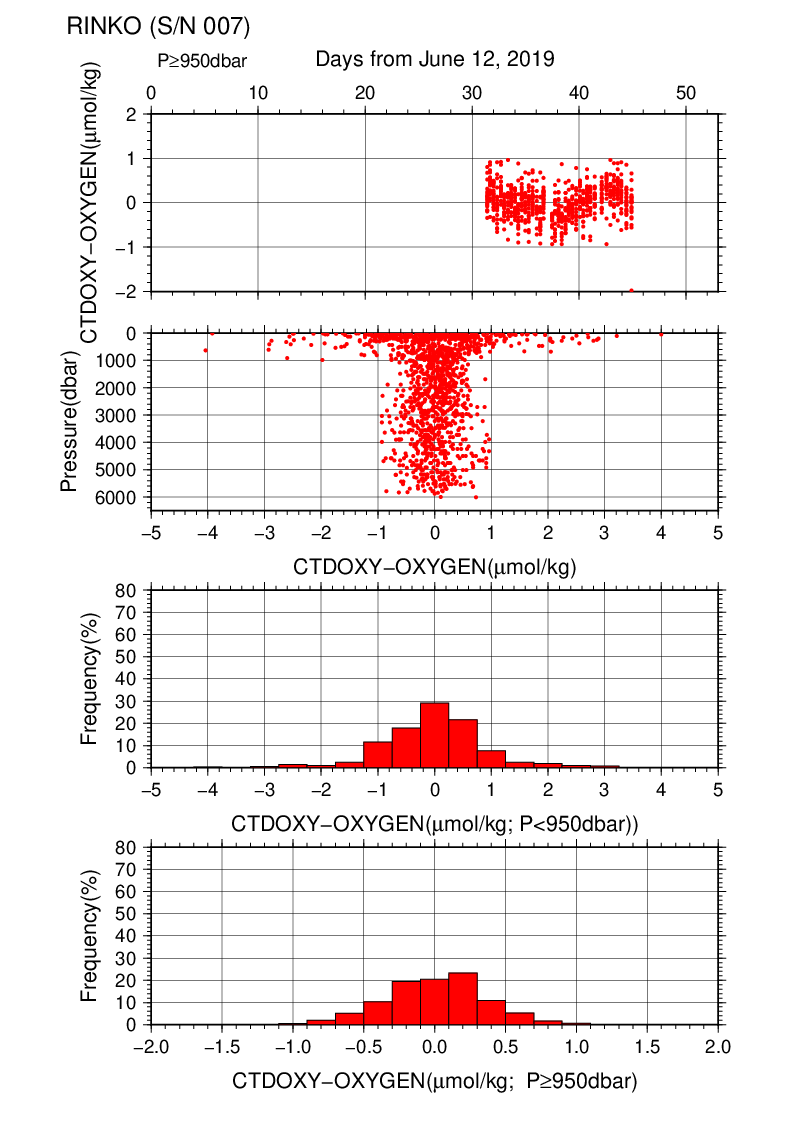 RINKO (S/N 007)
P≥950dbar
Days from June 12, 2019
0 10 20 30 40 50
CTDOXY−OXYGEN(μmol/kg)
2
1
0
−1
−2
Pressure(dbar)
0
1000
2000
3000
4000
5000
6000
−5 −4 −3 −2 −1 0 1 2 3 4 5
CTDOXY−OXYGEN(μmol/kg)
Frequency(%)
80
70
60
50
40
30
20
10
0
−5 −4 −3 −2 −1 0 1 2 3 4 5
CTDOXY−OXYGEN(μmol/kg; P<950dbar))
Frequency(%)
80
70
60
50
40
30
20
10
0
−2.0 −1.5 −1.0 −0.5 0.0 0.5 1.0 1.5 2.0
CTDOXY−OXYGEN(μmol/kg; P≥950dbar)